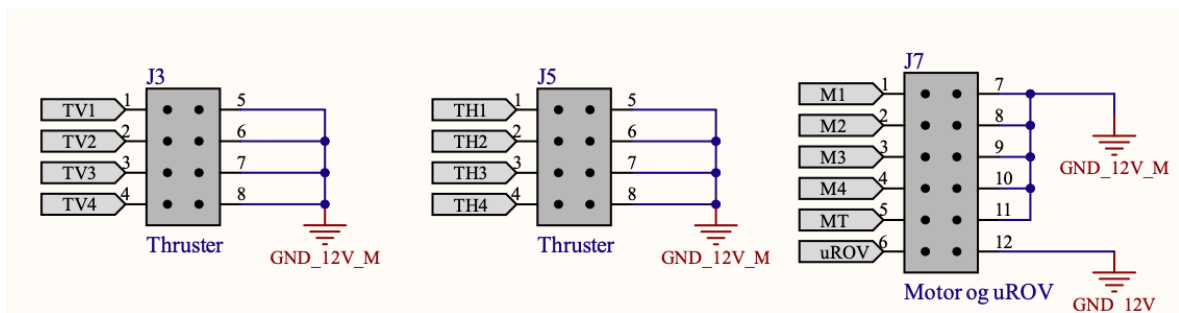 J3
TV1 1 5
TV2 2 6
TV3 3 7
TV4 4 8
Thruster
GND_12V_M
J5
TH1 1 5
TH2 2 6
TH3 3 7
TH4 4 8
Thruster
GND_12V_M
J7
M1 1 7
M2 2 8
M3 3 9
M4 4 10
MT 5 11
uROV 6 12
GND_12V_M
Motor og uROV
GND_12V